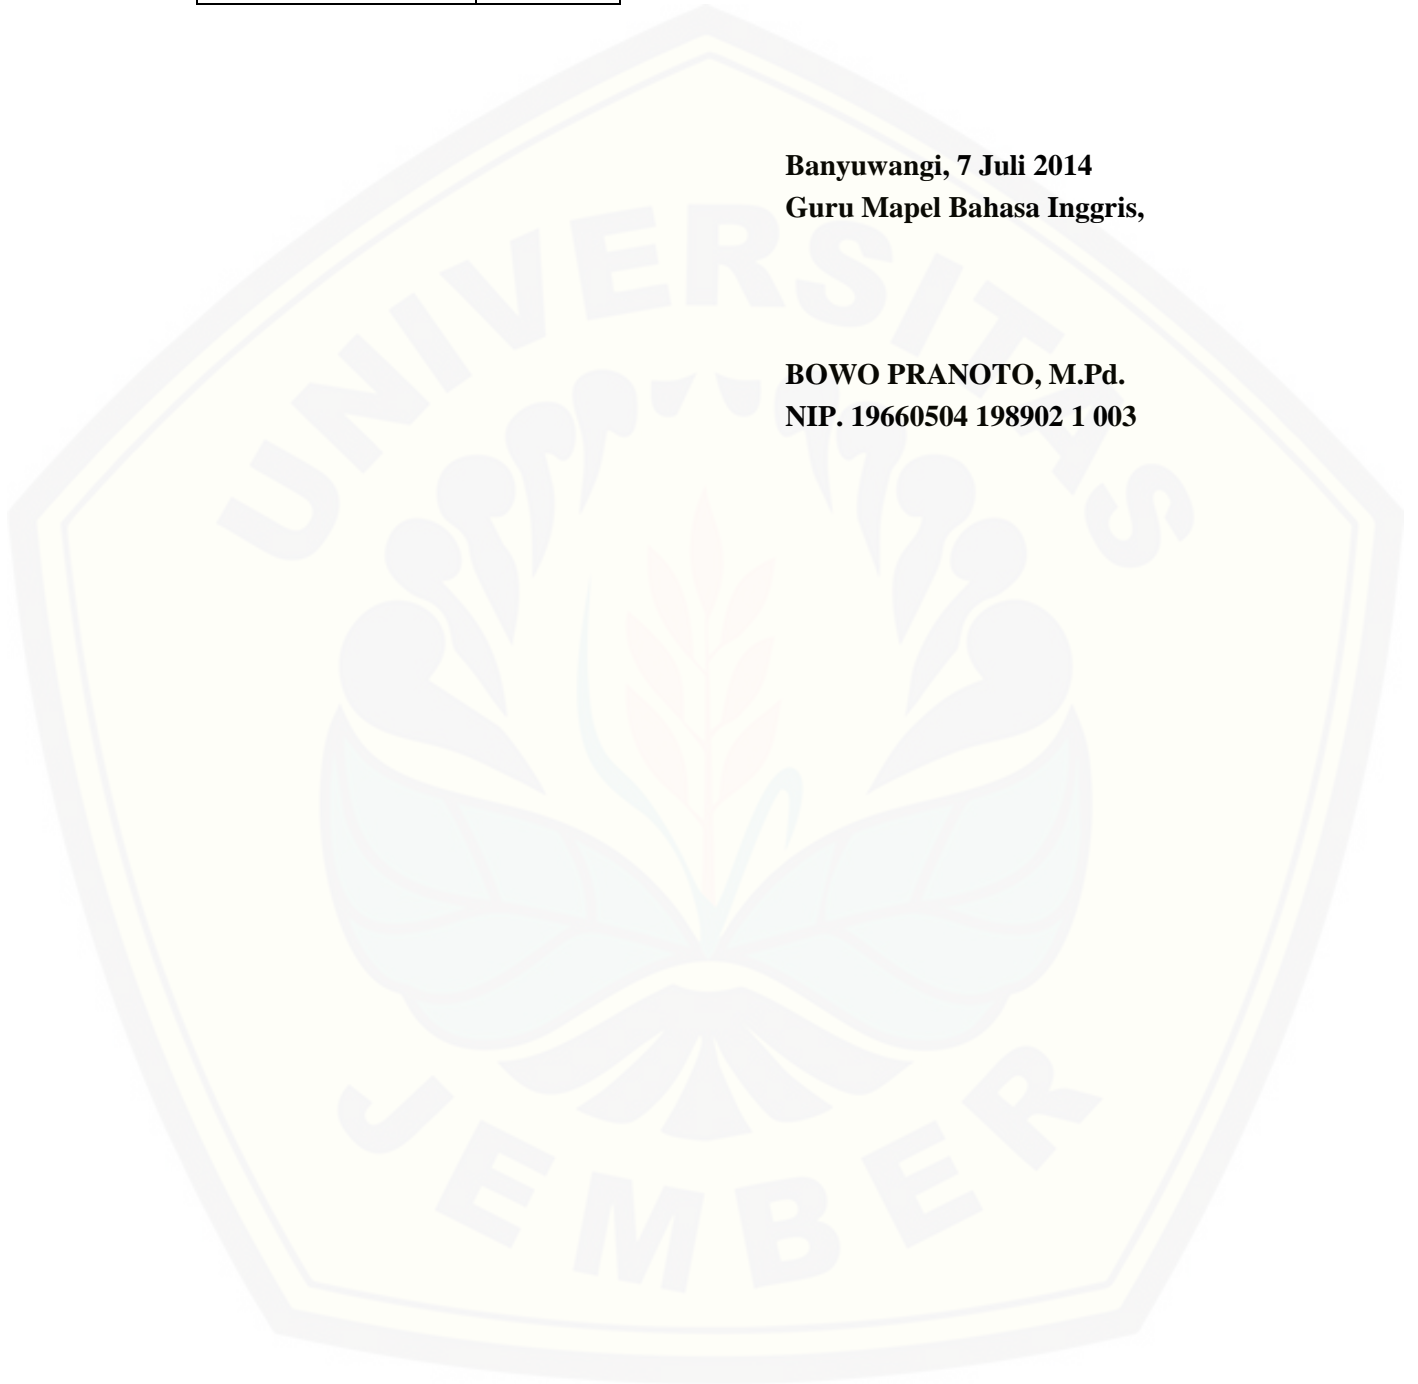 Banyuwangi, 7 Juli 2014
Guru Mapel Bahasa Inggris,
BOWO PRANOTO, M.Pd.
NIP. 19660504 198902 1 003
UNIVERSITAS
JEMBER